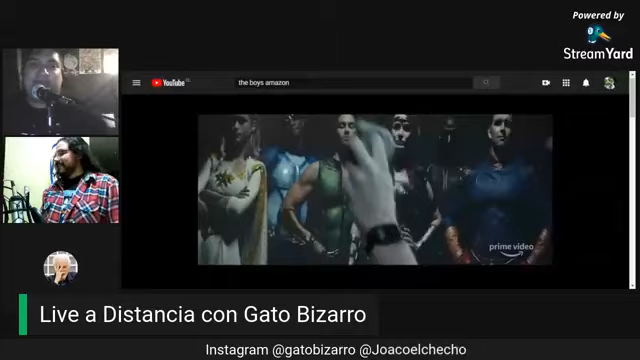 Powered by
StreamYard
YouTube
the boys amazon
prime video
Live a Distancia con Gato Bizarro
Instagram @gatobizarro @Joacoelchecho